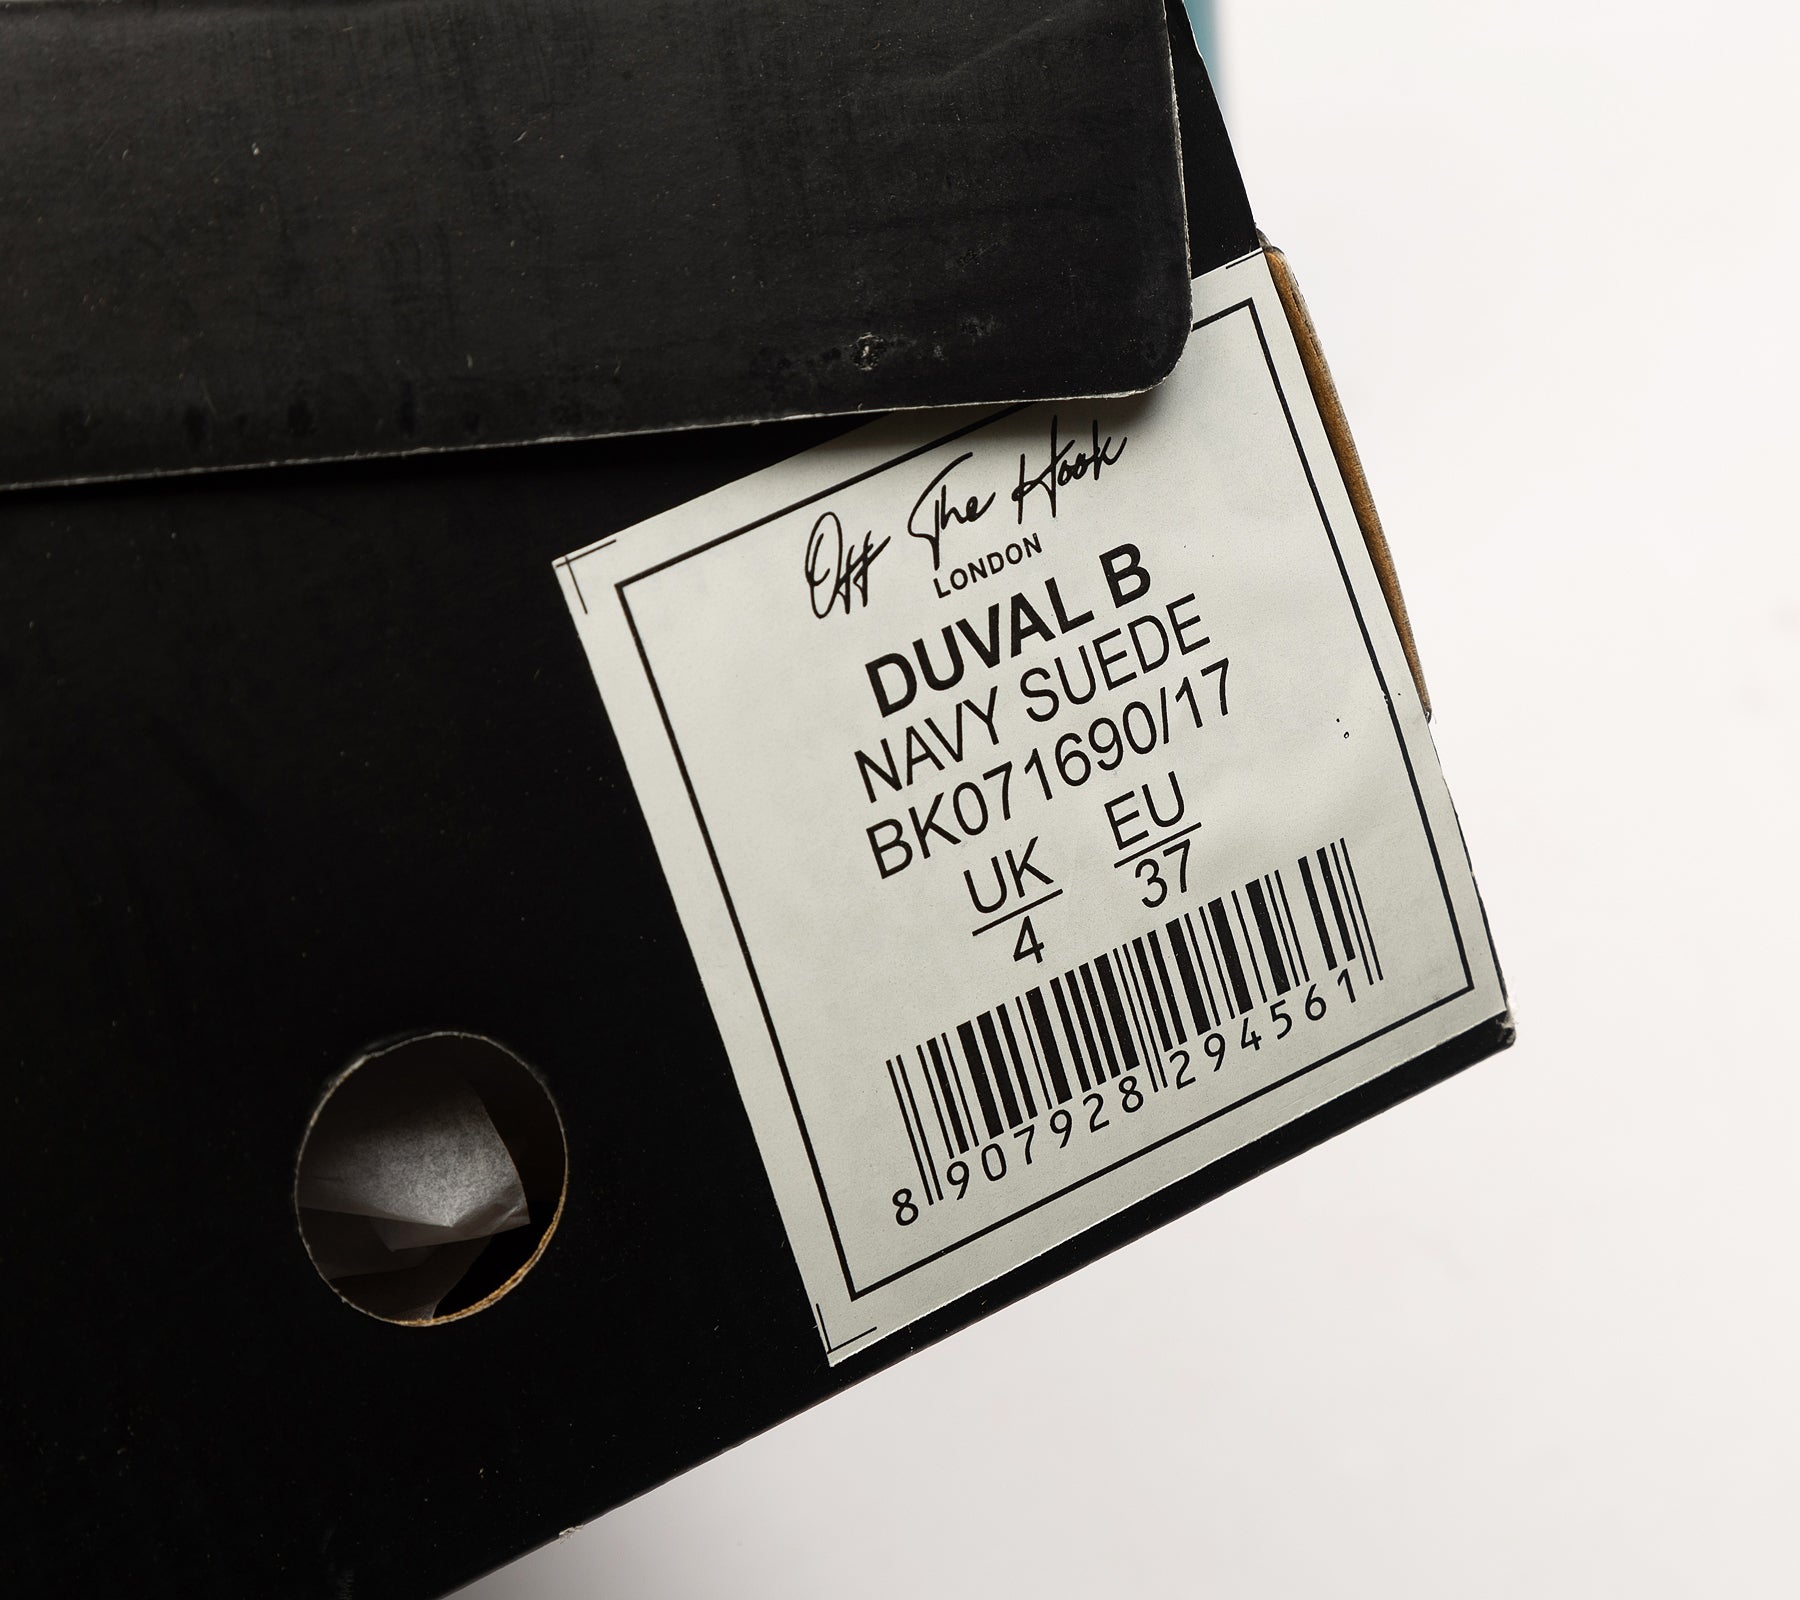 Off The Hook
LONDON
DUVAL B
NAVY SUEDE
BK071690/17
UK EU
4 37
8 907928 294561